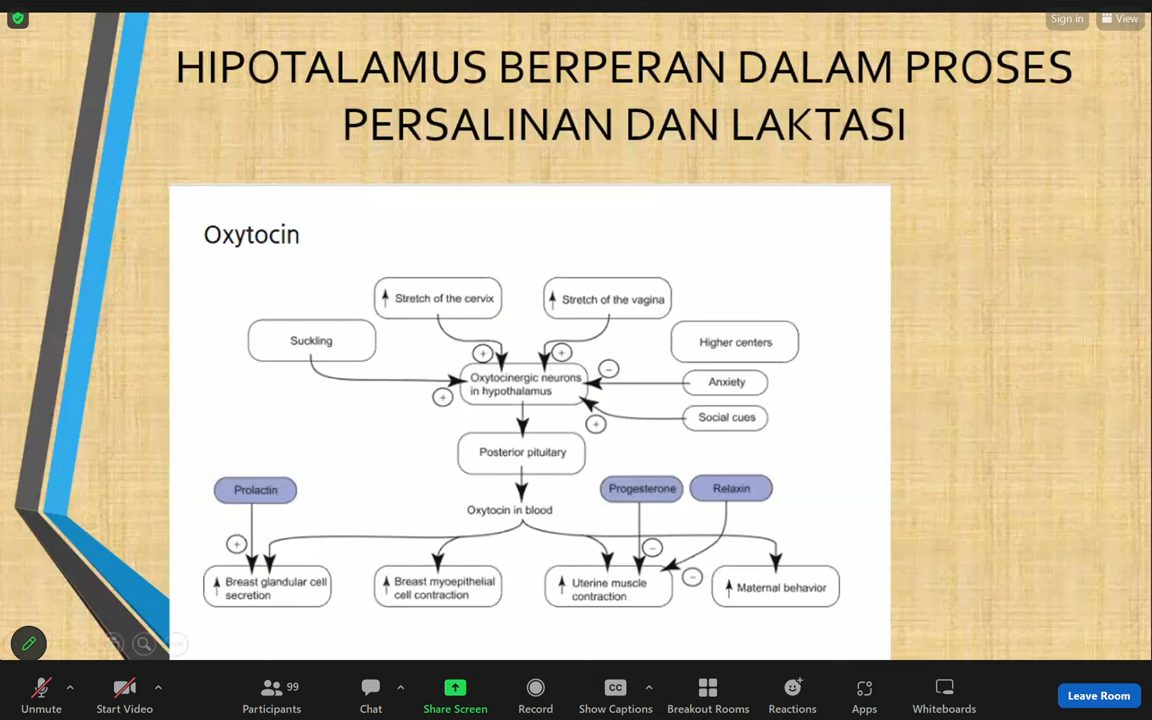 Sign in
View
HIPOTALAMUS BERPERAN DALAM PROSES
PERSALINAN DAN LAKTASI
Oxytocin
Stretch of the cervix
Stretch of the vagina
Suckling
Higher centers
Oxytocinergic neurons
in hypothalamus
Anxiety
Social cues
Posterior pituitary
Prolactin
Progesterone
Relaxin
Oxytocin in blood
Breast glandular cell
secretion
Breast myoepithelial
cell contraction
Uterine muscle
contraction
Maternal behavior
Unmute
Start Video
99
Participants
Chat
Share Screen
Record
CC
Show Captions
Breakout Rooms
Reactions
Apps
Whiteboards
Leave Room